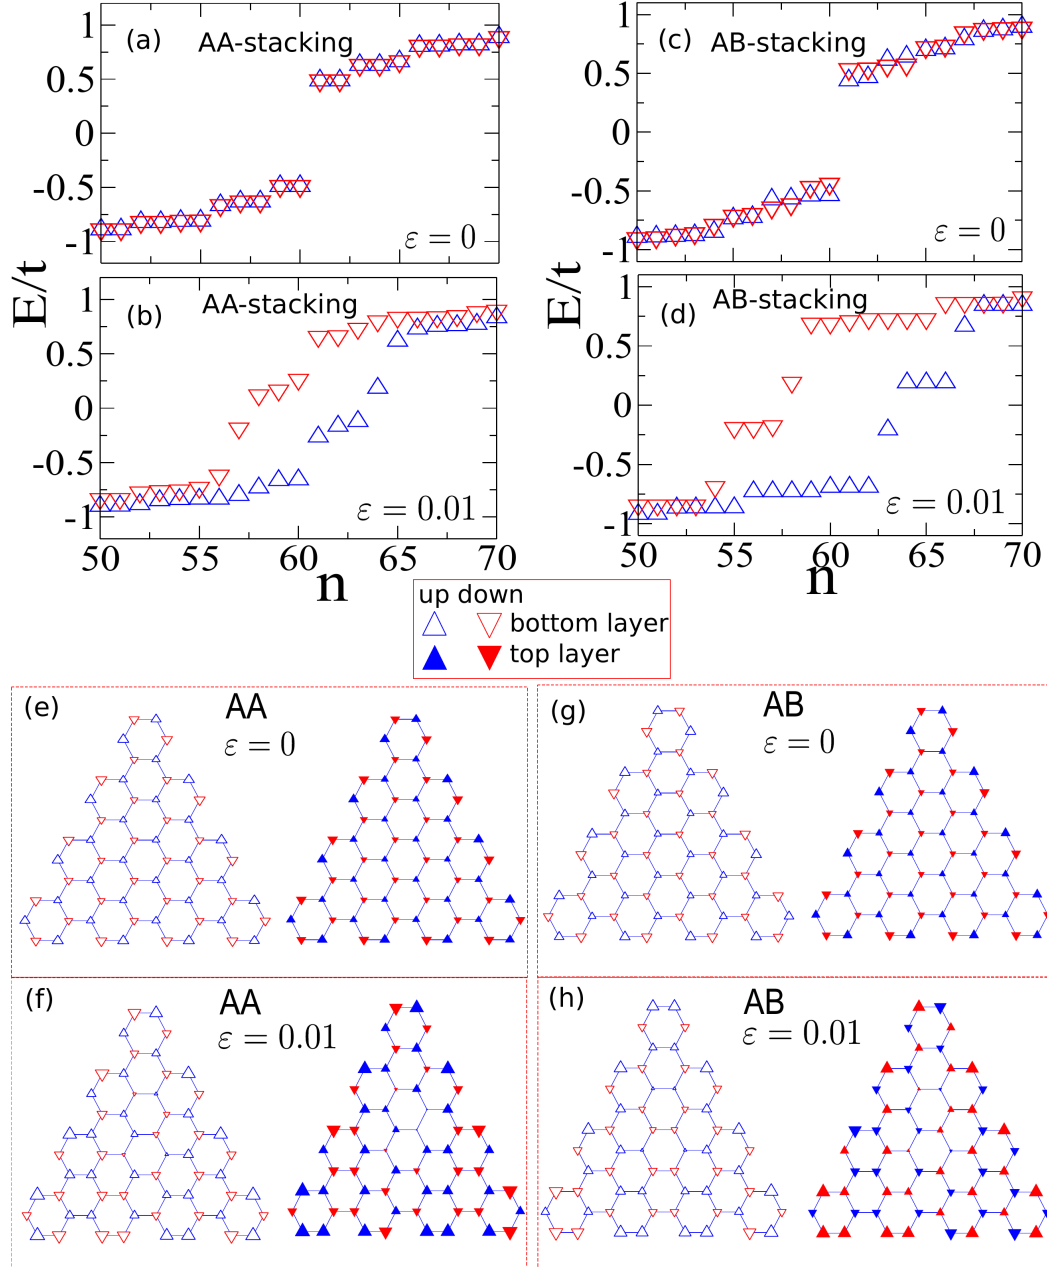 (a) AA-stacking
1
0.5
0
-0.5
-1
ε = 0
(c) AB-stacking
1
0.5
0
-0.5
-1
ε = 0
E/t
E/t
(b) AA-stacking
1
0.5
0
-0.5
-1
ε = 0.01
50 55 60 65 70
n
(d) AB-stacking
1
0.5
0
-0.5
-1
ε = 0.01
50 55 60 65 70
n
up down
bottom layer
top layer
(e) AA
ε = 0
(g) AB
ε = 0
(f) AA
ε = 0.01
(h) AB
ε = 0.01